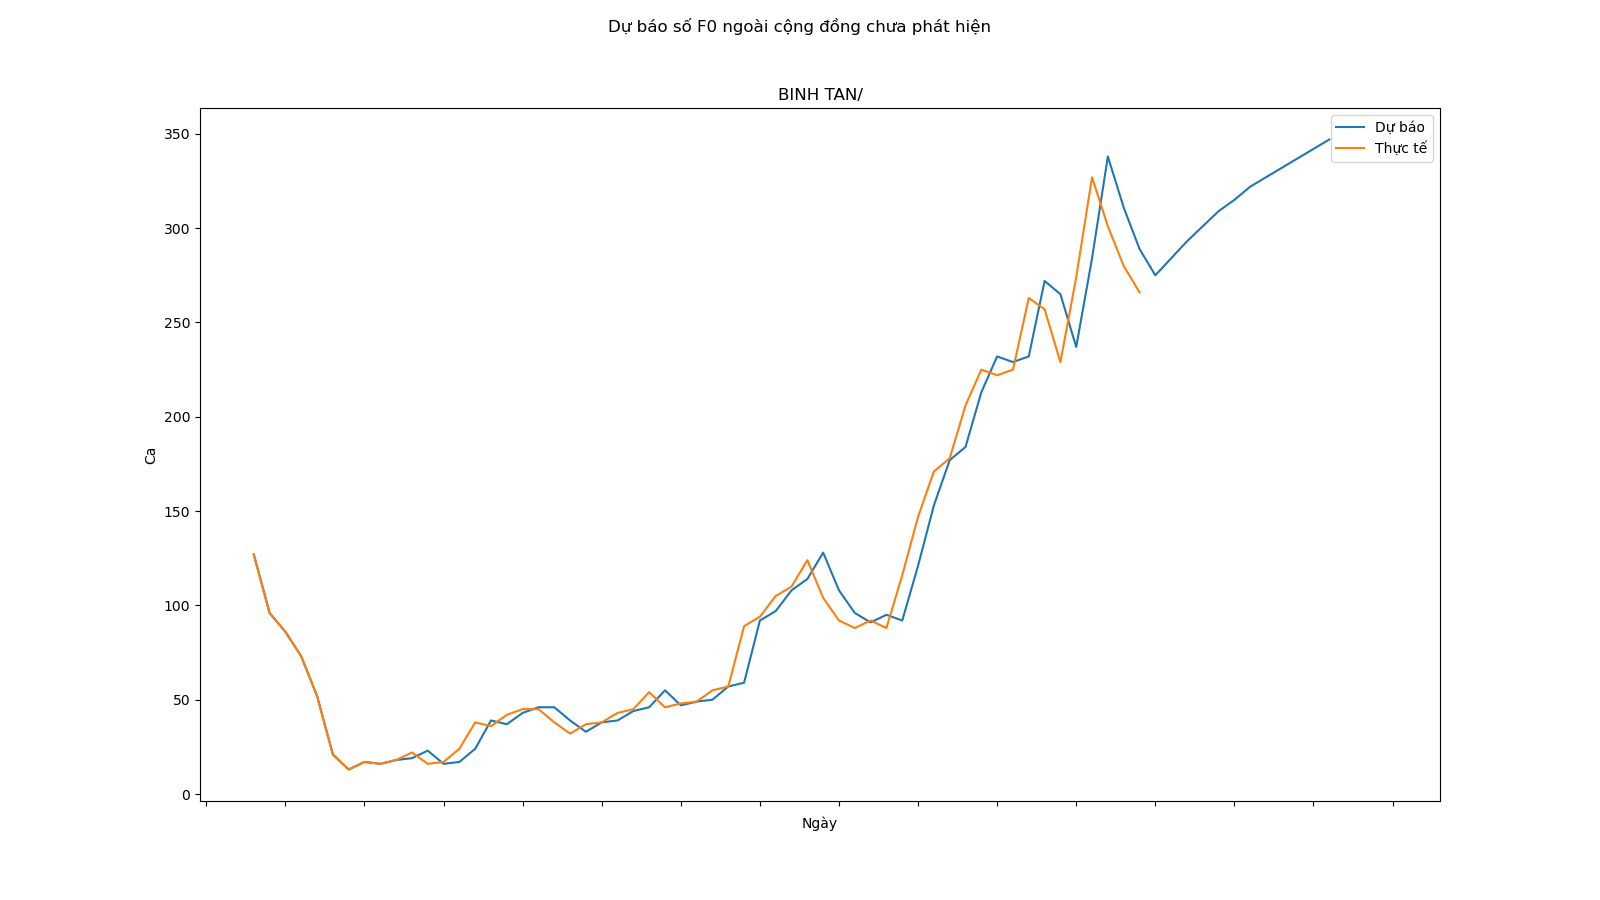 Dự báo số F0 ngoài cộng đồng chưa phát hiện
BINH TAN/
Dự báo
Thực tế
350
300
250
200
150
100
50
0
Ca
Ngày